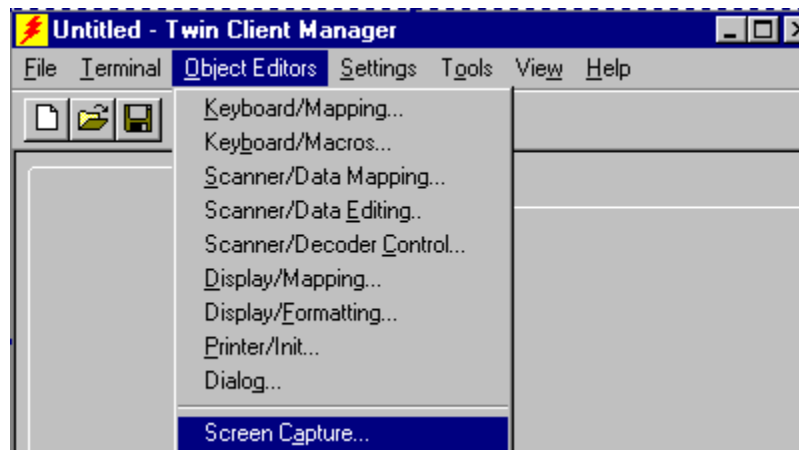 Untitled - Twin Client Manager
File Terminal Object Editors Settings Tools View Help
Keyboard/Mapping...
Keyboard/Macros...
Scanner/Data Mapping...
Scanner/Data Editing..
Scanner/Decoder Control...
Display/Mapping...
Display/Formatting...
Printer/Init...
Dialog...
Screen Capture...